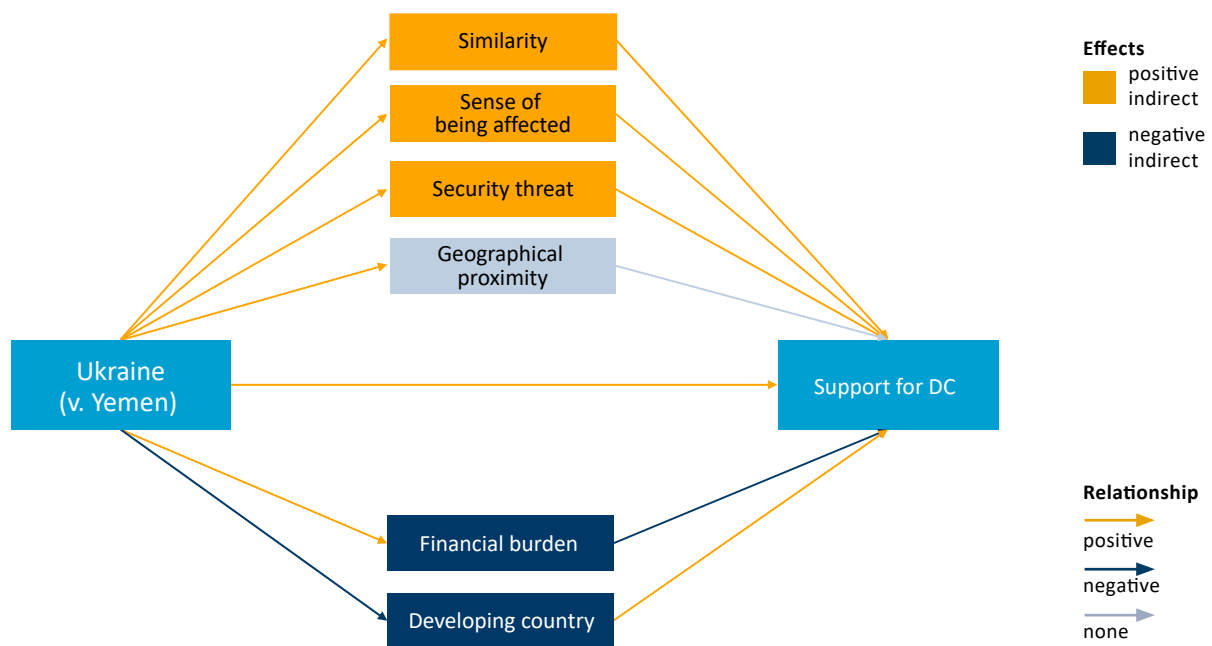 Similarity
Sense of
being affected
Security threat
Geographical
proximity
Ukraine
(v. Yemen)
Support for DC
Financial burden
Developing country
Effects
positive
indirect
negative
indirect
Relationship
positive
negative
none